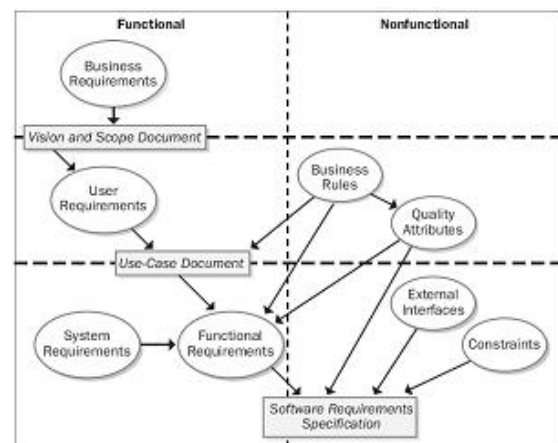 Functional
Nonfunctional
Business
Requirements
Vision and Scope Document
User
Requirements
Business
Rules
Quality
Attributes
Use-Case Document
System
Requirements
Functional
Requirements
External
Interfaces
Constraints
Software Requirements
Specification